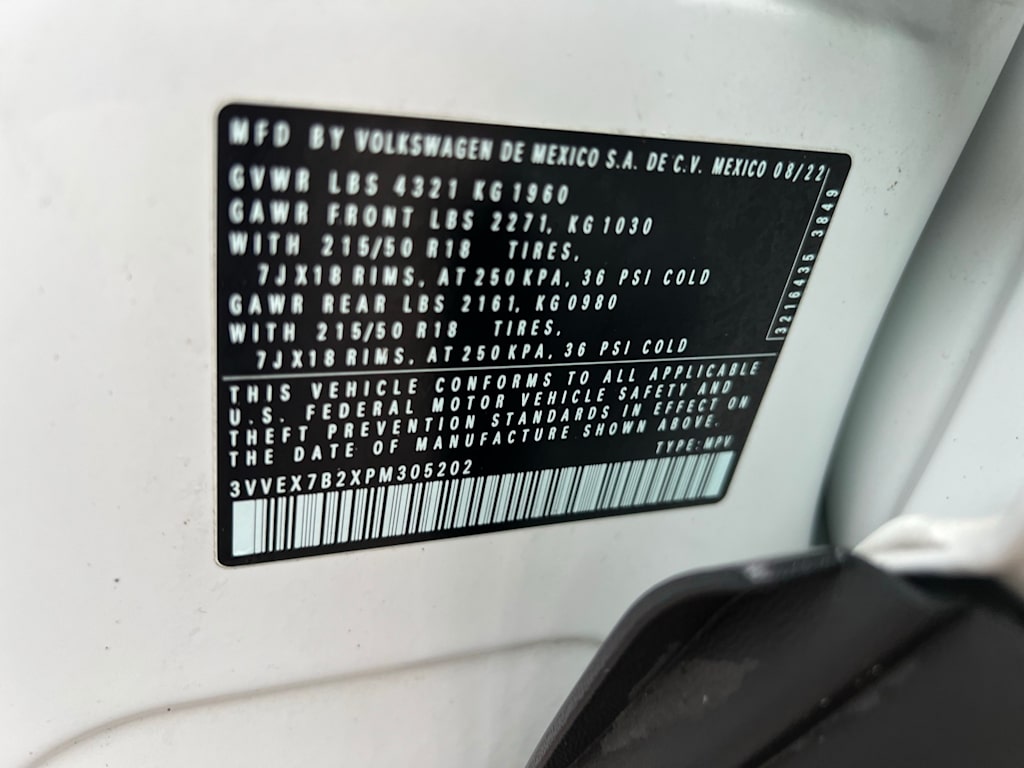 MFD BY VOLKSWAGEN DE MEXICO S.A. DE C.V. MEXICO 08/22
GVWR LBS 4321 KG 1960
GAWR FRONT LBS 2271, KG 1030
WITH 215/50 R18 TIRES,
7JX18 RIMS, AT 250 KPA, 36 PSI COLD
GAWR REAR LBS 2161, KG 0980
WITH 215/50 R18 TIRES,
7JX18 RIMS, AT 250 KPA, 36 PSI COLD
3216435 3849
THIS VEHICLE CONFORMS TO ALL APPLICABLE
U.S. FEDERAL MOTOR VEHICLE SAFETY AND
THEFT PREVENTION STANDARDS IN EFFECT ON
THE DATE OF MANUFACTURE SHOWN ABOVE.
TYPE: MPV
3VVEX7B2XPM305202